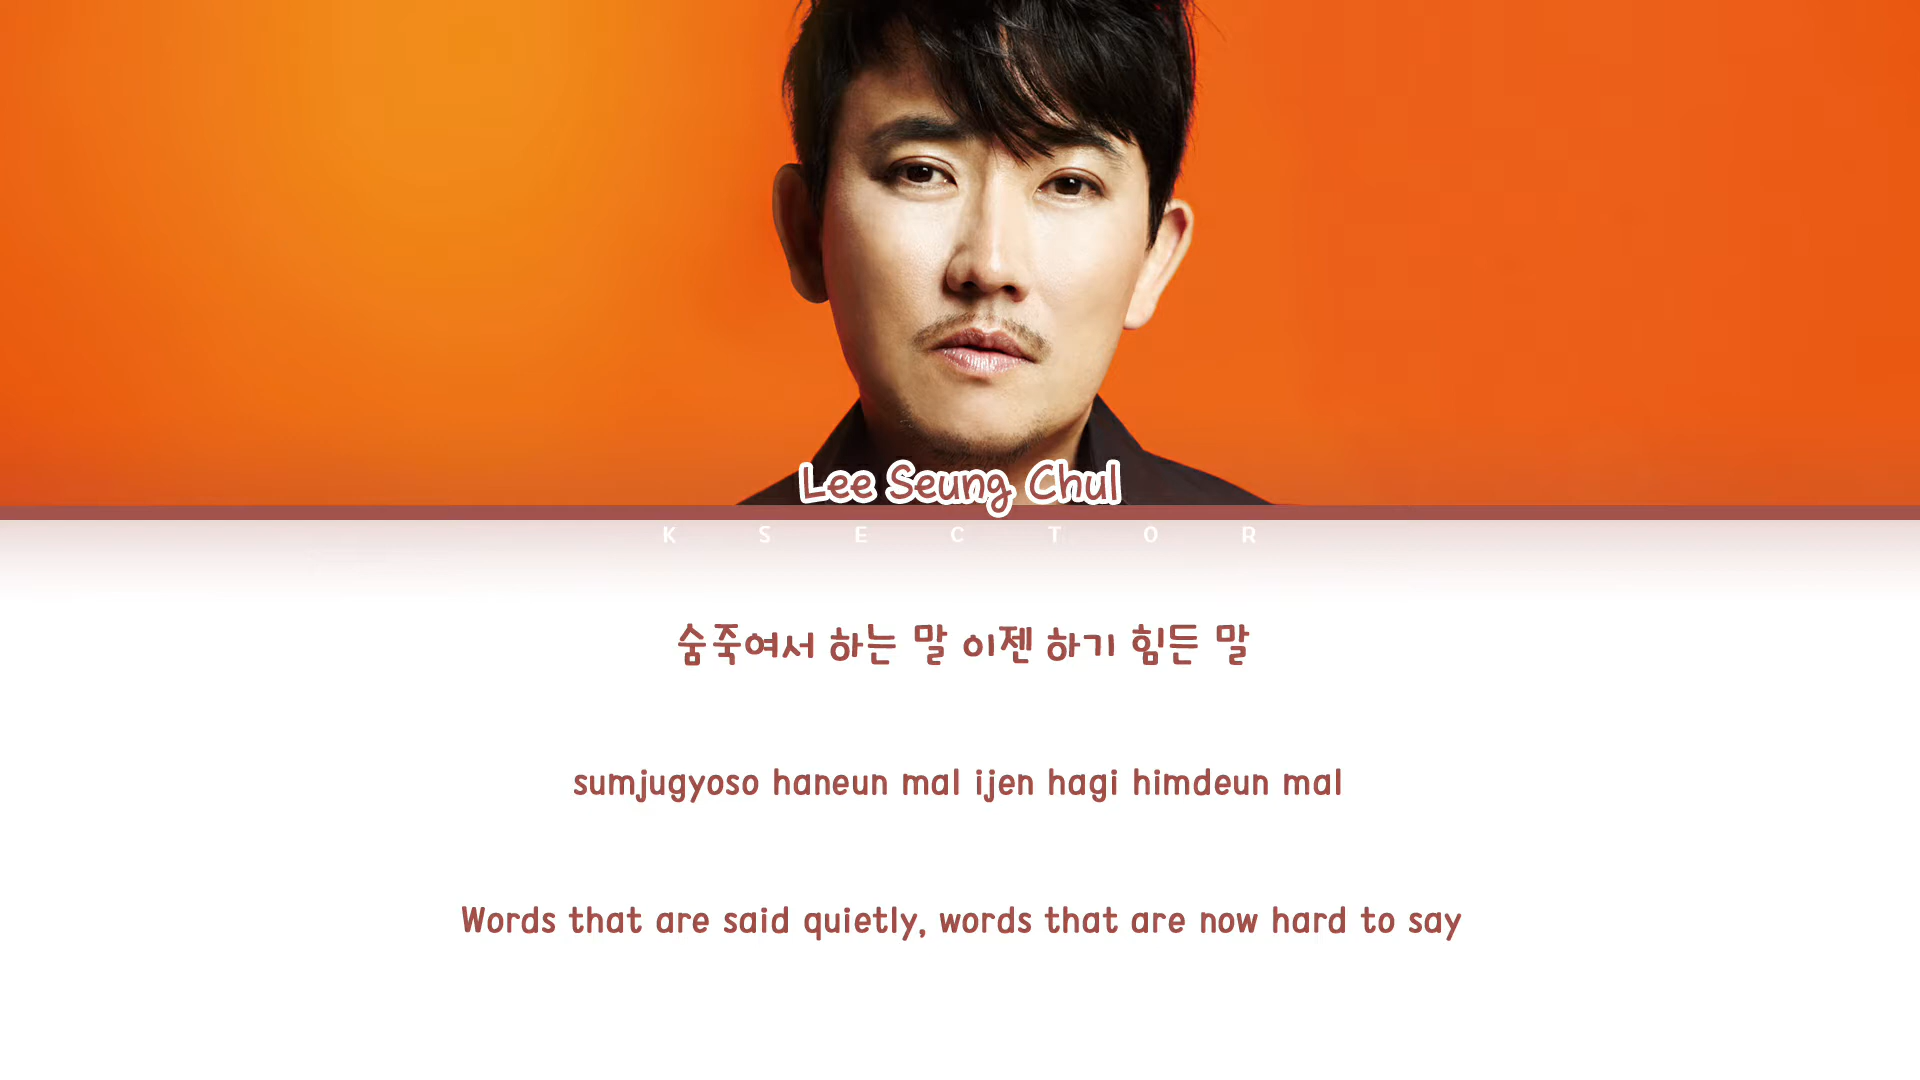 Lee Seung Chul
K S E C T O R
숨죽여서 하는 말 이젠 하기 힘든 말
sumjugyoso haneun mal ijen hagi himdeun mal
Words that are said quietly, words that are now hard to say